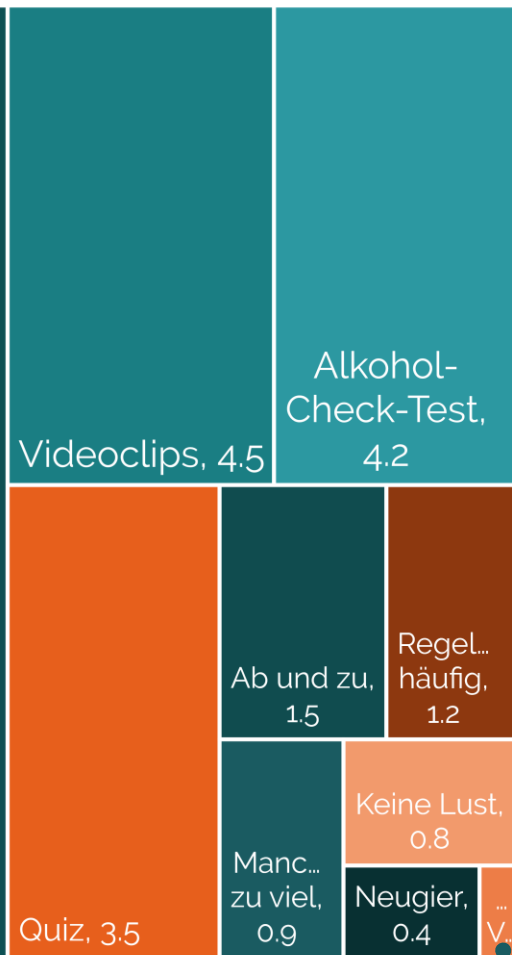 Alkohol-
Check-Test,
Videoclips, 4.5
4.2
Regel...
Ab und zu,
häufig,
1.5
1.2
Keine Lust,
0.8
Manc...
zu viel,
0.9
Neugier,
0.4
...
V...
Quiz, 3.5